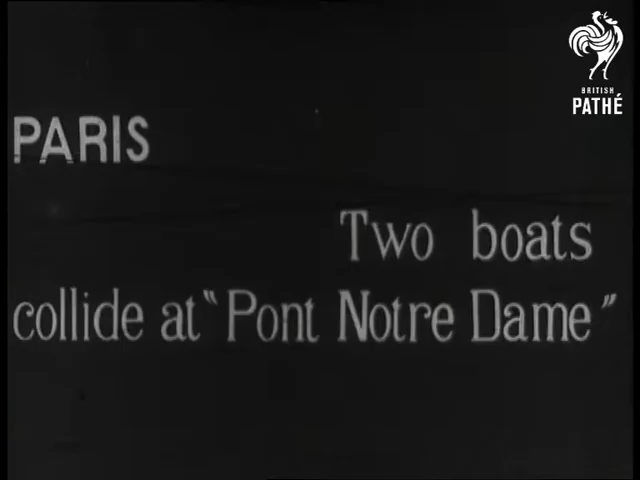 BRITISH
PATHÉ
PARIS
Two boats
collide at "Pont Notre Dame"